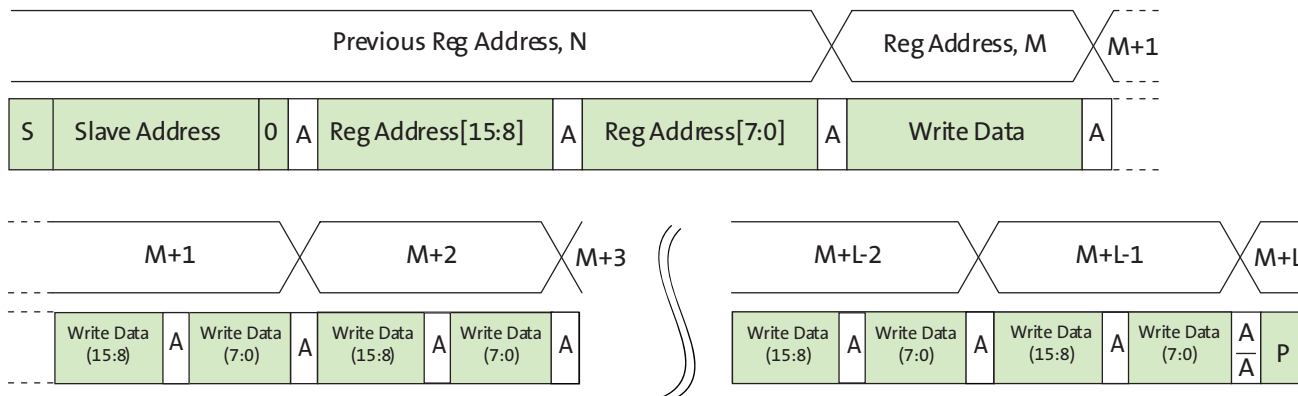 Previous Reg Address, N Reg Address, M M+1
S Slave Address 0 A Reg Address[15:8] A Reg Address[7:0] A Write Data A
M+1 M+2 M+3 M+L-2 M+L-1 M+L
Write Data A Write Data A Write Data A Write Data A Write Data A Write Data A Write Data A Write Data A P
(15:8) (7:0) (15:8) (7:0) (15:8) (7:0) (15:8) (7:0) A